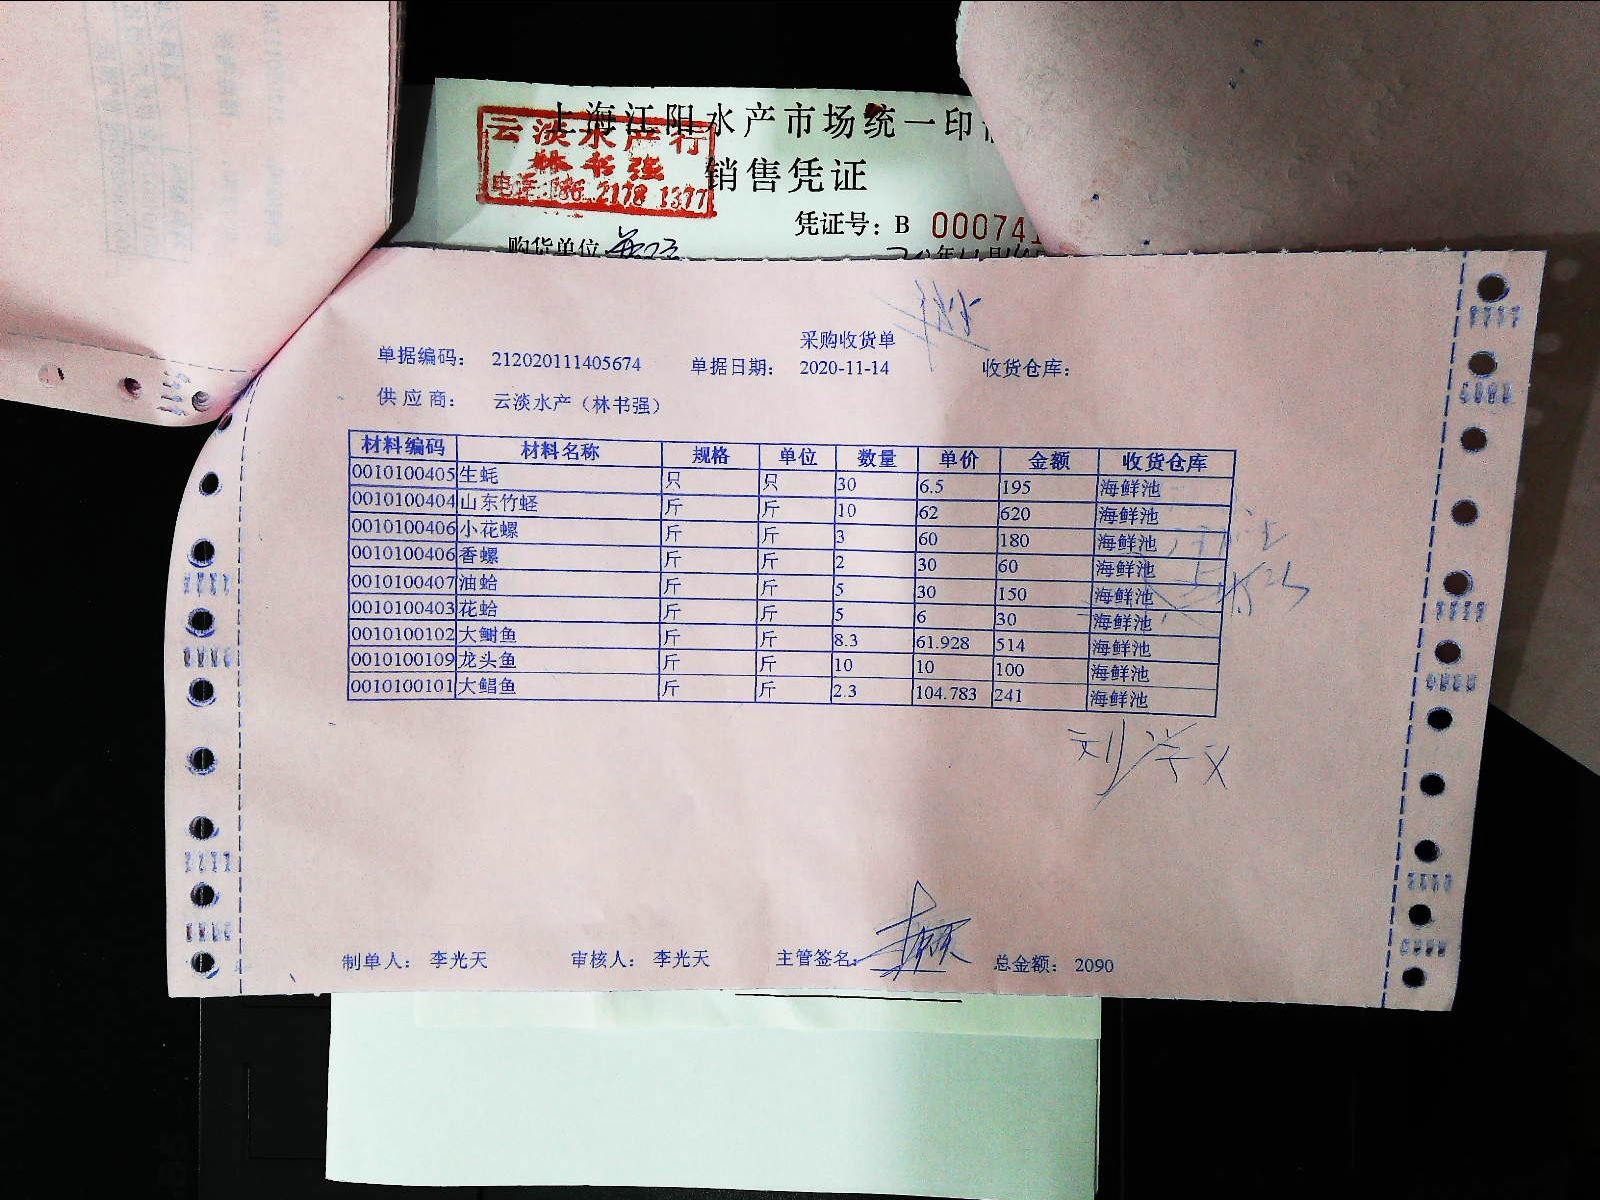 上海江阳水产市场统一印
云淡水产行
林书强
销售凭证
凭证号：B 000741
购货单位
采购收货单
单据编码： 212020111405674 单据日期： 2020-11-14 收货仓库：
供应商： 云淡水产（林书强）
材料编码 材料名称 规格 单位 数量 单价 金额 收货仓库
0010100405 生蚝 只 只 30 6.5 195 海鲜池
0010100404 山东竹蛏 斤 斤 10 62 620 海鲜池
0010100406 小花螺 斤 斤 3 60 180 海鲜池
0010100406 香螺 斤 斤 2 30 60 海鲜池
0010100407 油蛤 斤 斤 5 30 150 海鲜池
0010100403 花蛤 斤 斤 5 6 30 海鲜池
0010100102 大鲥鱼 斤 斤 8.3 61.928 514 海鲜池
0010100109 龙头鱼 斤 斤 10 10 100 海鲜池
0010100101 大鲳鱼 斤 斤 2.3 104.783 241 海鲜池
刘学义
制单人： 李光天 审核人： 李光天 主管签名： 总金额： 2090